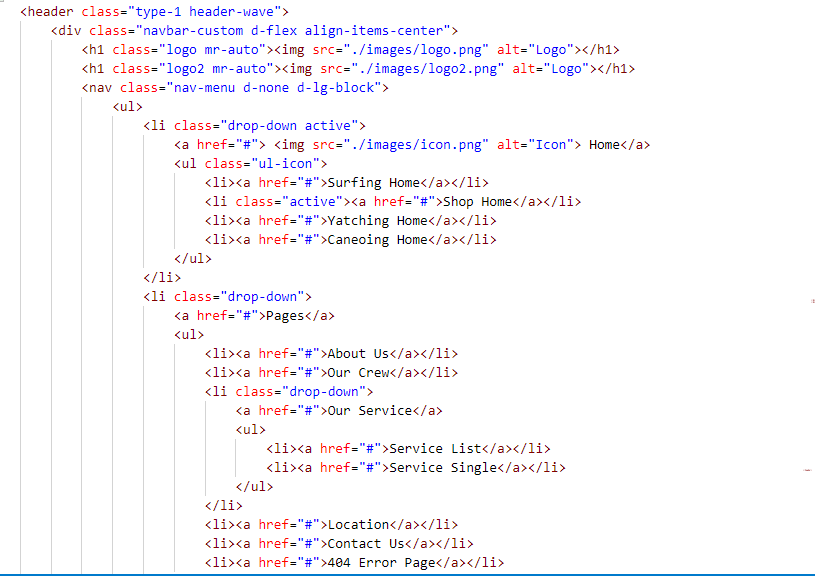 <header class="type-1 header-wave">
<div class="navbar-custom d-flex align-items-center">
<h1 class="logo mr-auto"><img src="./images/logo.png" alt="Logo"></h1>
<h1 class="logo2 mr-auto"><img src="./images/logo2.png" alt="Logo"></h1>
<nav class="nav-menu d-none d-lg-block">
<ul>
<li class="drop-down active">
<a href="#"> <img src="./images/icon.png" alt="Icon"> Home</a>
<ul class="ul-icon">
<li><a href="#">Surfing Home</a></li>
<li class="active"><a href="#">Shop Home</a></li>
<li><a href="#">Yatching Home</a></li>
<li><a href="#">Caneoing Home</a></li>
</ul>
</li>
<li class="drop-down">
<a href="#">Pages</a>
<ul>
<li><a href="#">About Us</a></li>
<li><a href="#">Our Crew</a></li>
<li class="drop-down">
<a href="#">Our Service</a>
<ul>
<li><a href="#">Service List</a></li>
<li><a href="#">Service Single</a></li>
</ul>
</li>
<li><a href="#">Location</a></li>
<li><a href="#">Contact Us</a></li>
<li><a href="#">404 Error Page</a></li>